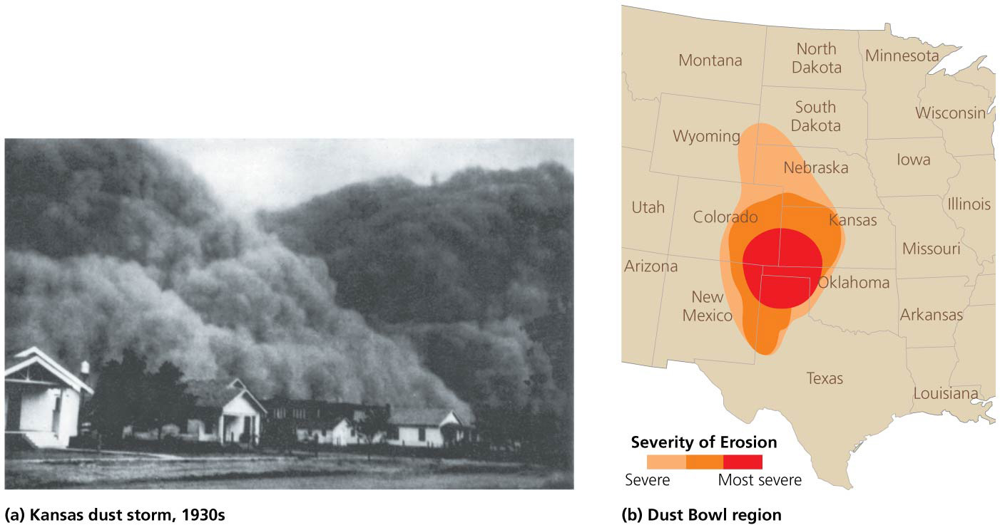 Montana
North
Dakota
Minnesota
South
Dakota
Wisconsin
Wyoming
Iowa
Nebraska
Utah
Colorado
Kansas
Illinois
Missouri
Arizona
Oklahoma
New
Mexico
Arkansas
Texas
Louisiana
Severity of Erosion
Severe Most severe
(a) Kansas dust storm, 1930s
(b) Dust Bowl region